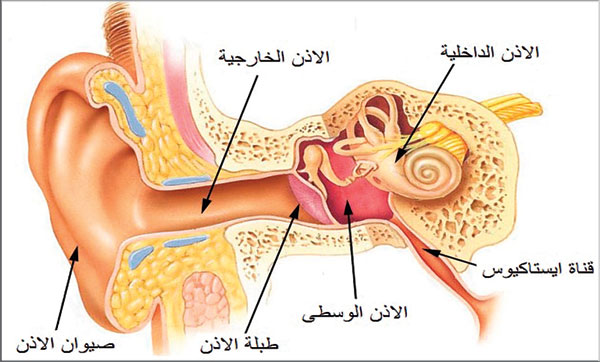 الاذن الداخلية
الاذن الخارجية
قناة ايستاكيوس
الاذن الوسطى
طبلة الاذن
صيوان الاذن